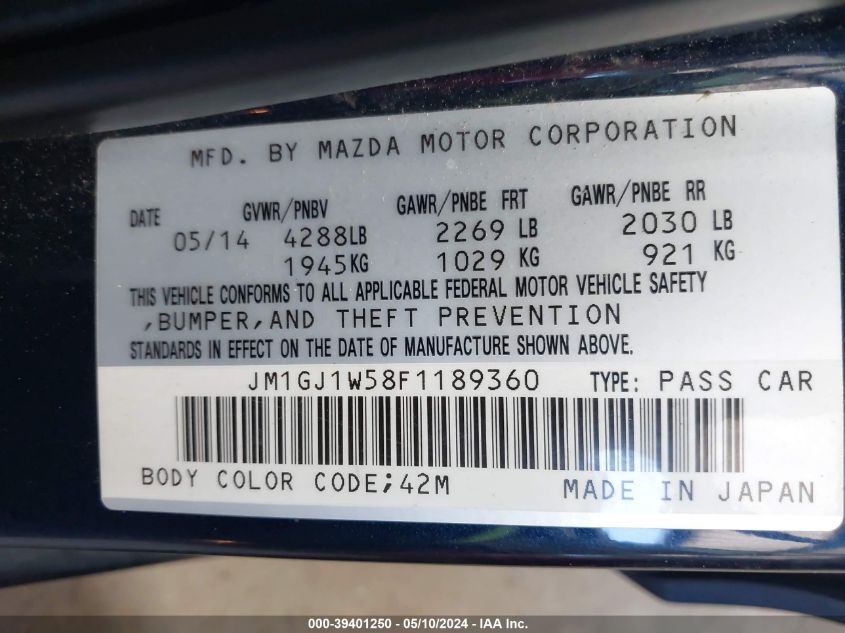 MFD. BY MAZDA MOTOR CORPORATION
DATE GVWR/PNBV GAWR/PNBE FRT GAWR/PNBE RR
05/14 4288LB 2269 LB 2030 LB
1945KG 1029 KG 921 KG
THIS VEHICLE CONFORMS TO ALL APPLICABLE FEDERAL MOTOR VEHICLE SAFETY
,BUMPER,AND THEFT PREVENTION
STANDARDS IN EFFECT ON THE DATE OF MANUFACTURE SHOWN ABOVE.
JM1GJ1W58F1189360 TYPE: PASS CAR
BODY COLOR CODE;42M MADE IN JAPAN
000-39401250 - 05/10/2024 - IAA Inc.